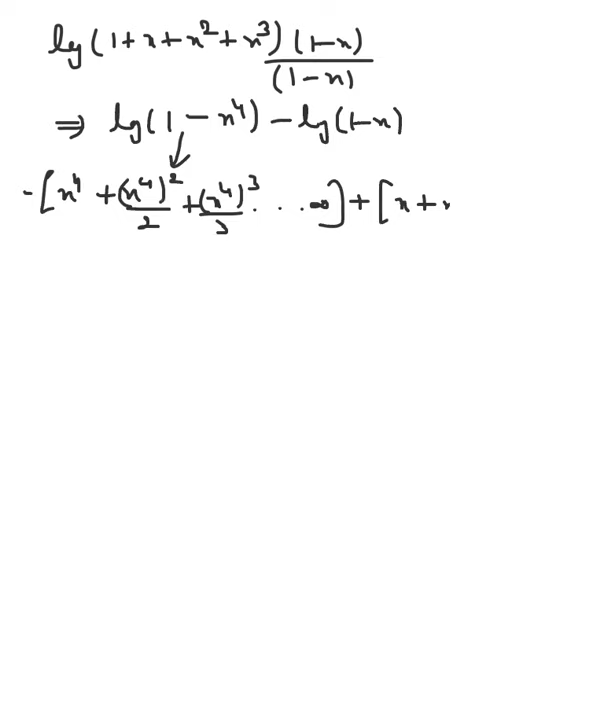 lg (1 + x + x² + x³) (1-x) / (1-x)
⇒ lg (1 - x⁴) - lg (1-x)
- [x⁴ + (x⁴)²/2 + (x⁴)³/3 . . . . ∞] + [x +